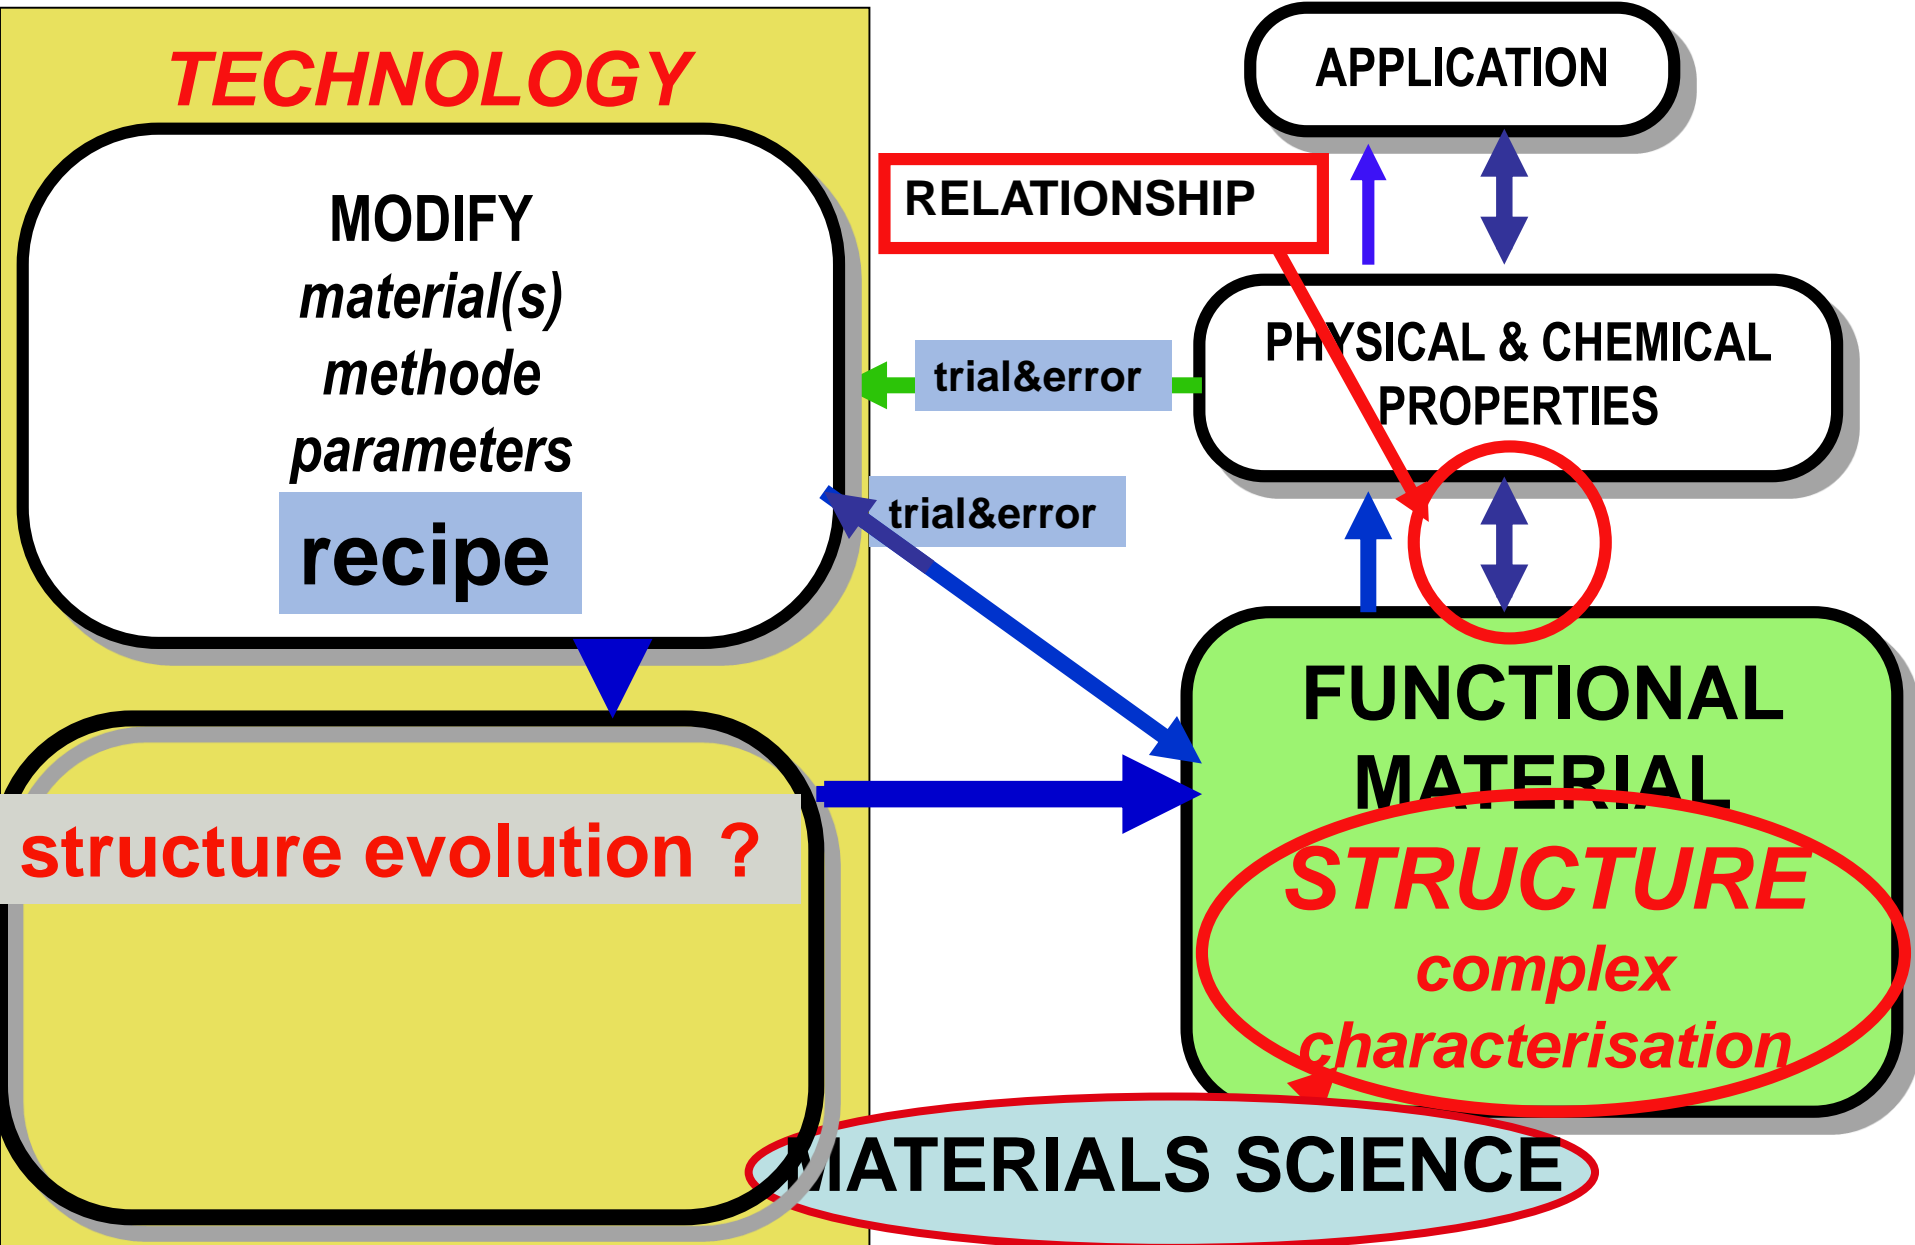 TECHNOLOGY
MODIFY
material(s)
methode
parameters
recipe
structure evolution ?
APPLICATION
RELATIONSHIP
PHYSICAL & CHEMICAL
PROPERTIES
trial&error
trial&error
FUNCTIONAL
MATERIAL
STRUCTURE
complex
characterisation
MATERIALS SCIENCE